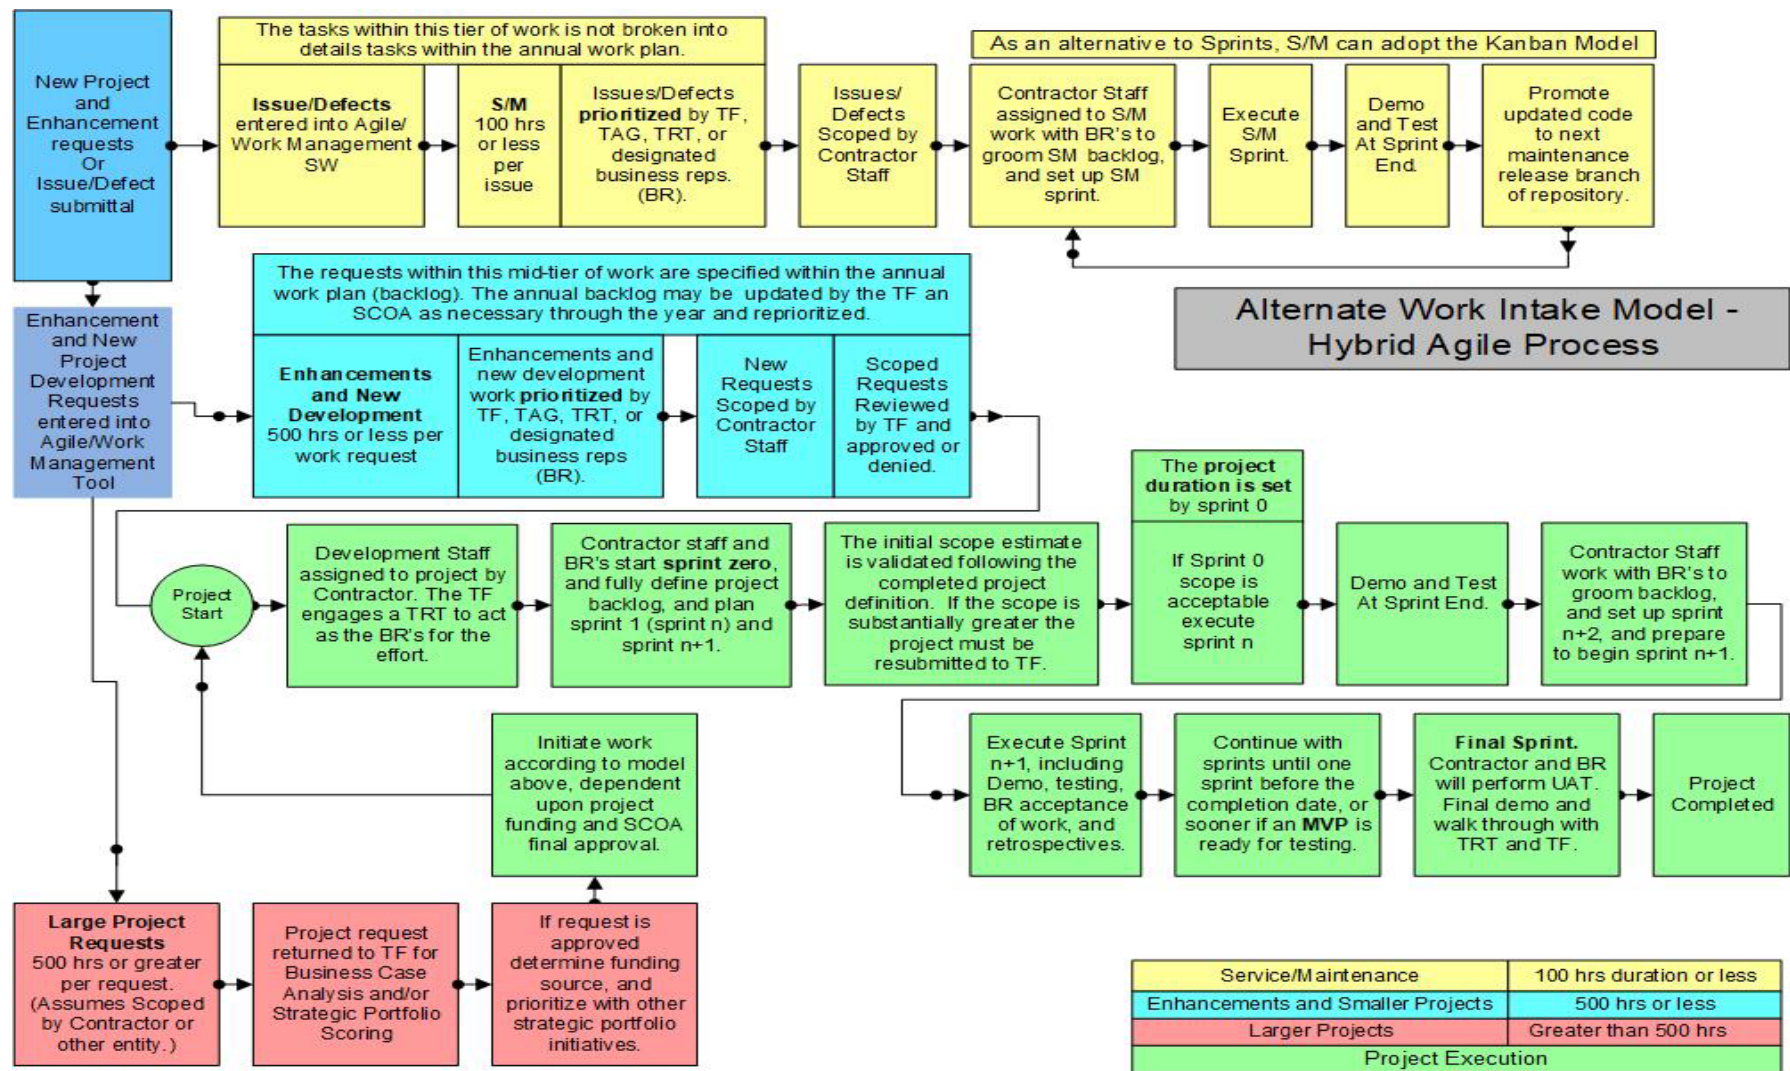 New Project
and
Enhancement
requests
Or
Issue/Defect
submittal
The tasks within this tier of work is not broken into
details tasks within the annual work plan.
Issue/Defects
entered into Agile/
Work Management
SW
S/M
100 hrs
or less
per
issue
Issues/Defects
prioritized by TF,
TAG, TRT, or
designated
business reps.
(BR).
Issues/
Defects
Scoped by
Contractor
Staff
As an alternative to Sprints, S/M can adopt the Kanban Model
Contractor Staff
assigned to S/M
work with BR's to
groom SM backlog,
and set up SM
sprint.
Execute
S/M
Sprint.
Demo
and Test
At Sprint
End.
Promote
updated code
to next
maintenance
release branch
of repository.
Enhancement
and New
Project
Development
Requests
entered into
Agile/Work
Management
Tool
The requests within this mid-tier of work are specified within the annual
work plan (backlog). The annual backlog may be updated by the TF an
SCOA as necessary through the year and reprioritized.
Enhancements
and New
Development
500 hrs or less per
work request
Enhancements and
new development
work prioritized by
TF, TAG, TRT, or
designated
business reps
(BR).
New
Requests
Scoped by
Contractor
Staff
Scoped
Requests
Reviewed
by TF and
approved or
denied.
Alternate Work Intake Model -
Hybrid Agile Process
Project
Start
Development Staff
assigned to project by
Contractor. The TF
engages a TRT to act
as the BR's for the
effort.
Contractor staff and
BR's start sprint zero,
and fully define project
backlog, and plan
sprint 1 (sprint n) and
sprint n+1.
The initial scope estimate
is validated following the
completed project
definition. If the scope is
substantially greater the
project must be
resubmitted to TF.
The project
duration is set
by sprint 0
If Sprint 0
scope is
acceptable
execute
sprint n
Demo and Test
At Sprint End.
Contractor Staff
work with BR's to
groom backlog,
and set up sprint
n+2, and prepare
to begin sprint n+1.
Initiate work
according to model
above, dependent
upon project
funding and SCOA
final approval.
Execute Sprint
n+1, including
Demo, testing,
BR acceptance
of work, and
retrospectives.
Continue with
sprints until one
sprint before the
completion date, or
sooner if an MVP is
ready for testing.
Final Sprint.
Contractor and BR
will perform UAT.
Final demo and
walk through with
TRT and TF.
Project
Completed
Large Project
Requests
500 hrs or greater
per request.
(Assumes Scoped
by Contractor or
other entity.)
Project request
returned to TF for
Business Case
Analysis and/or
Strategic Portfolio
Scoring
If request is
approved
determine funding
source, and
prioritize with other
strategic portfolio
initiatives.
Service/Maintenance 100 hrs duration or less
Enhancements and Smaller Projects 500 hrs or less
Larger Projects Greater than 500 hrs
Project Execution